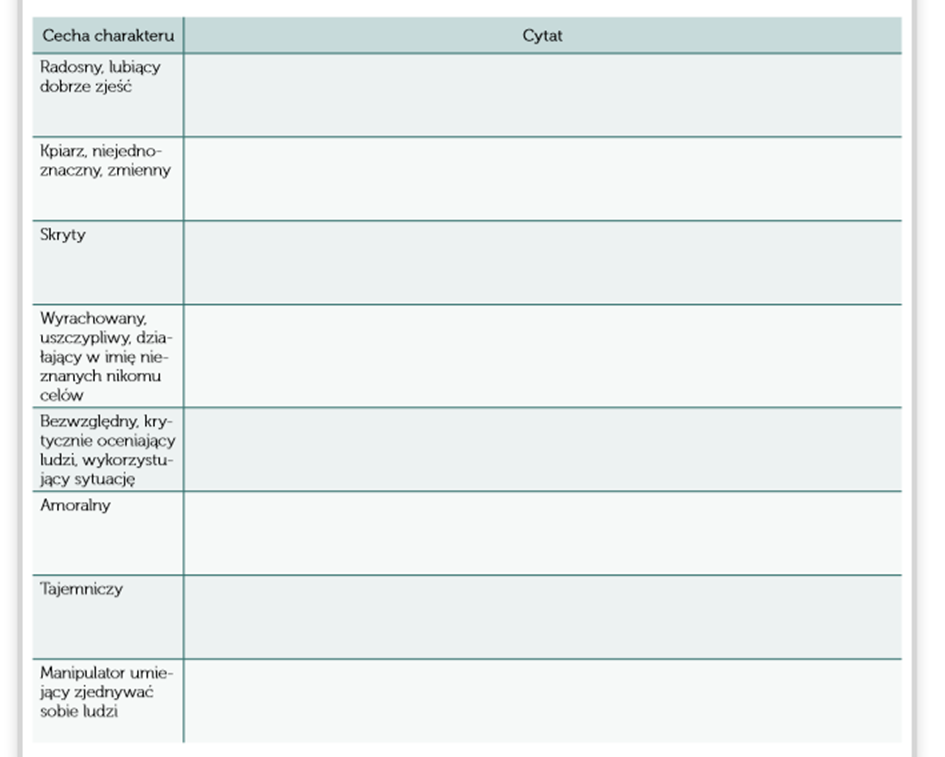 Cecha charakteru Cytat
Radosny, lubiący
dobrze zjeść
Kpiarz, niejedno-
znaczny, zmienny
Skryty
Wyrachowany,
uszczypliwy, dzia-
łający w imię nie-
znanych nikomu
celów
Bezwzględny, kry-
tycznie oceniający
ludzi, wykorzystu-
jący sytuację
Amoralny
Tajemniczy
Manipulator umie-
jący zjednywać
sobie ludzi